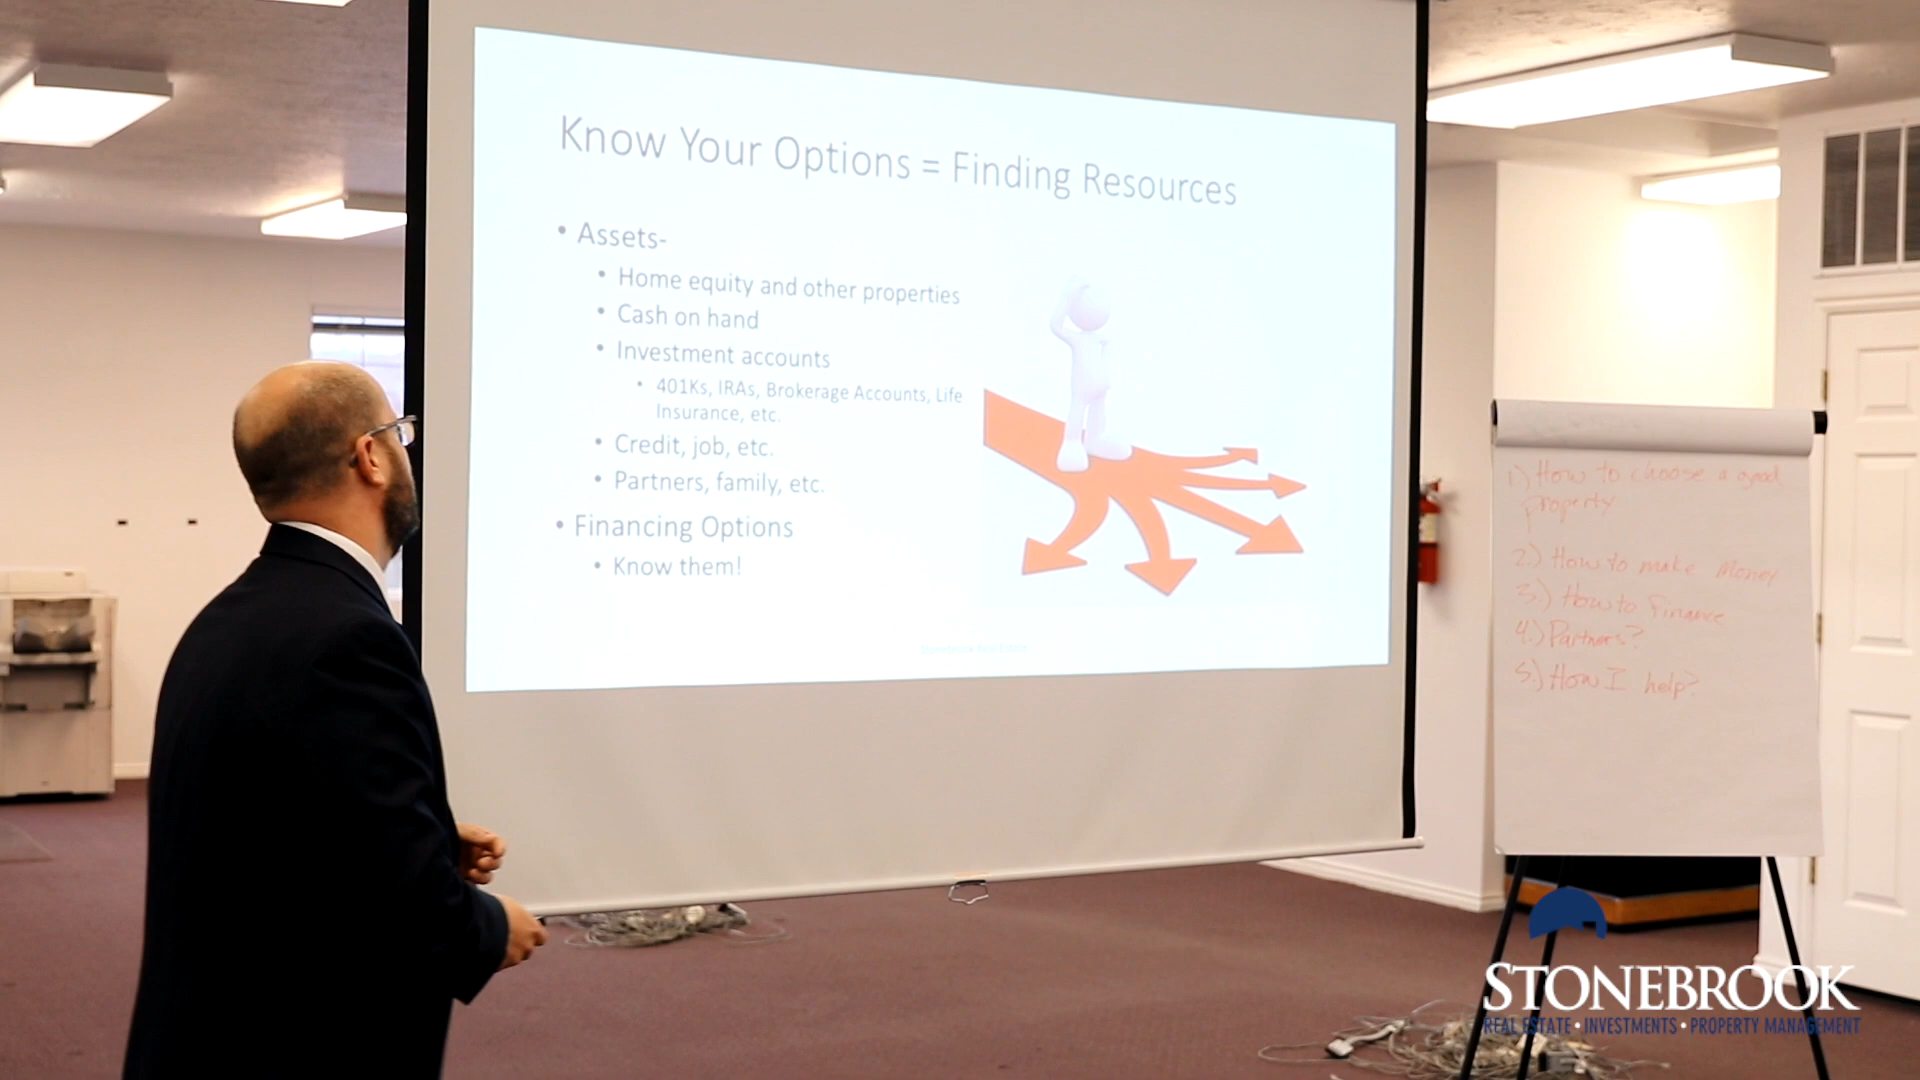 Know Your Options = Finding Resources
• Assets-
• Home equity and other properties
• Cash on hand
• Investment accounts
• 401Ks, IRAs, Brokerage Accounts, Life
Insurance, etc.
• Credit, job, etc.
• Partners, family, etc.
• Financing Options
• Know them!
Stonebrook Real Estate
1) How to choose a good
property
2.) How to make Money
3.) How to Finance
4.) Partners?
5.) How I help?
STONEBROOK
REAL ESTATE • INVESTMENTS • PROPERTY MANAGEMENT